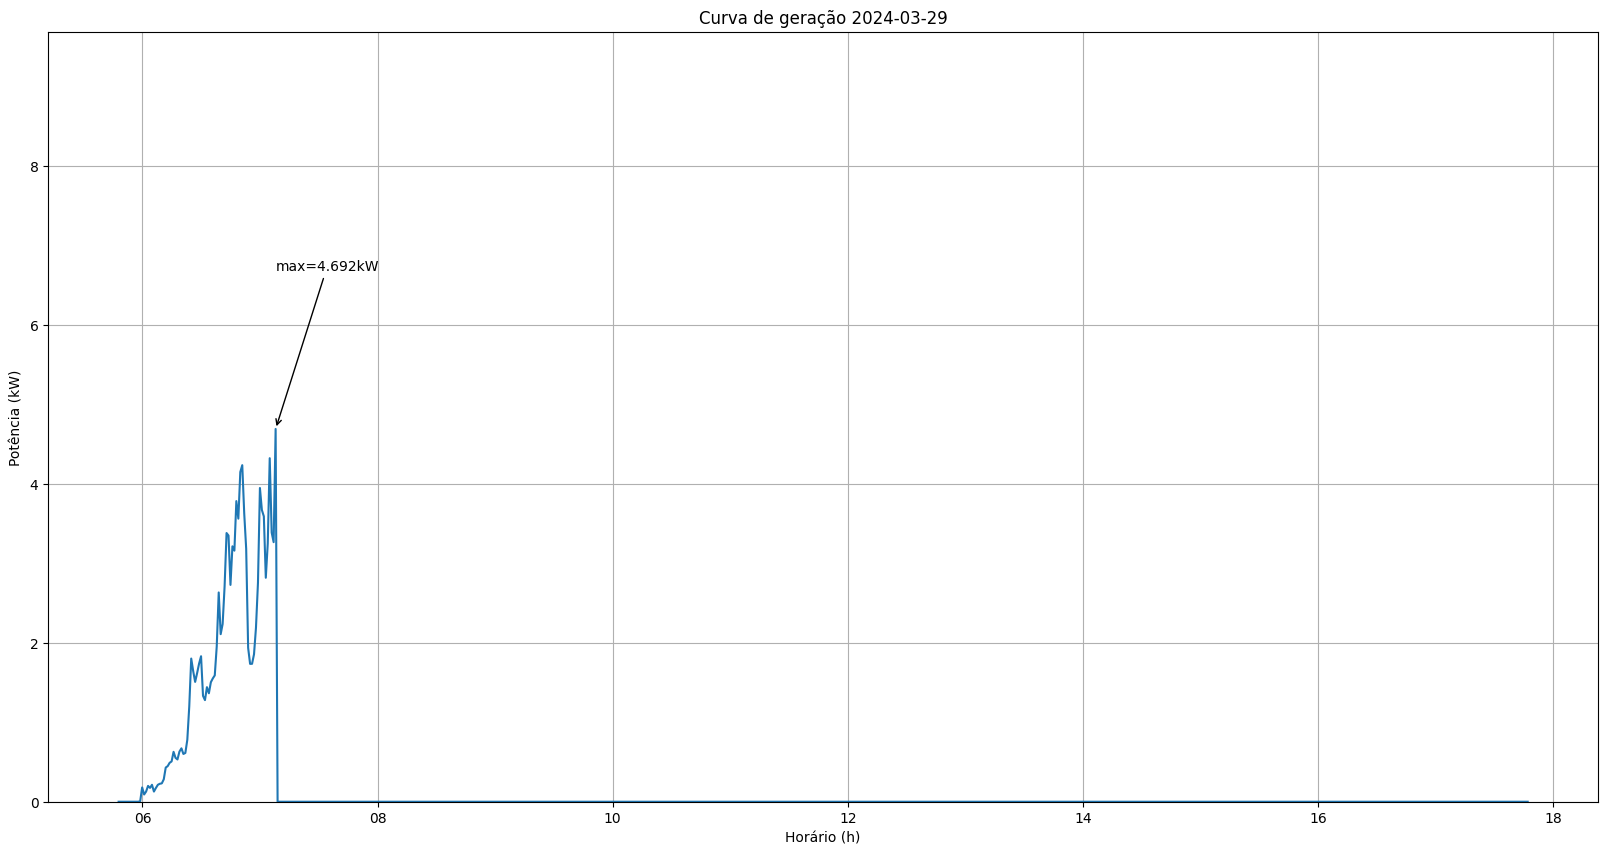 Curva de geração 2024-03-29
8
max=4.692kW
6
4
2
0
Potência (kW)
06 08 10 12 14 16 18
Horário (h)